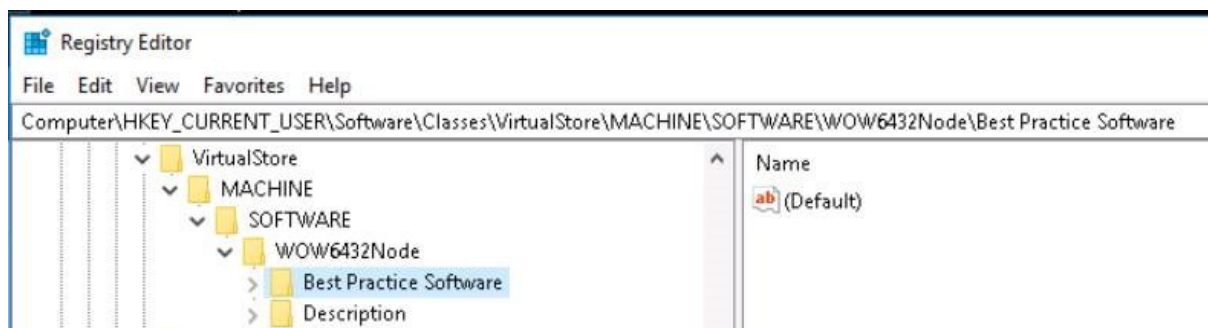 Registry Editor
File Edit View Favorites Help
Computer\HKEY_CURRENT_USER\Software\Classes\VirtualStore\MACHINE\SOFTWARE\WOW6432Node\Best Practice Software
VirtualStore
MACHINE
SOFTWARE
WOW6432Node
Best Practice Software
Description
Name
ab (Default)